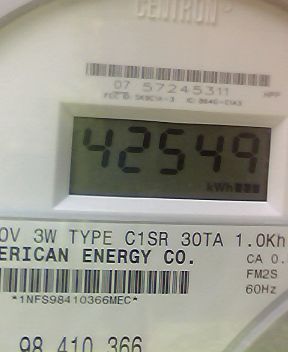 CENTRON®
07 57245311
42549
kWh
0V 3W TYPE C1SR 30TA 1.0Kh
ERICAN ENERGY CO.
CA 0.
FM2S
*1NFS98410366MEC*
60Hz
98 410 366